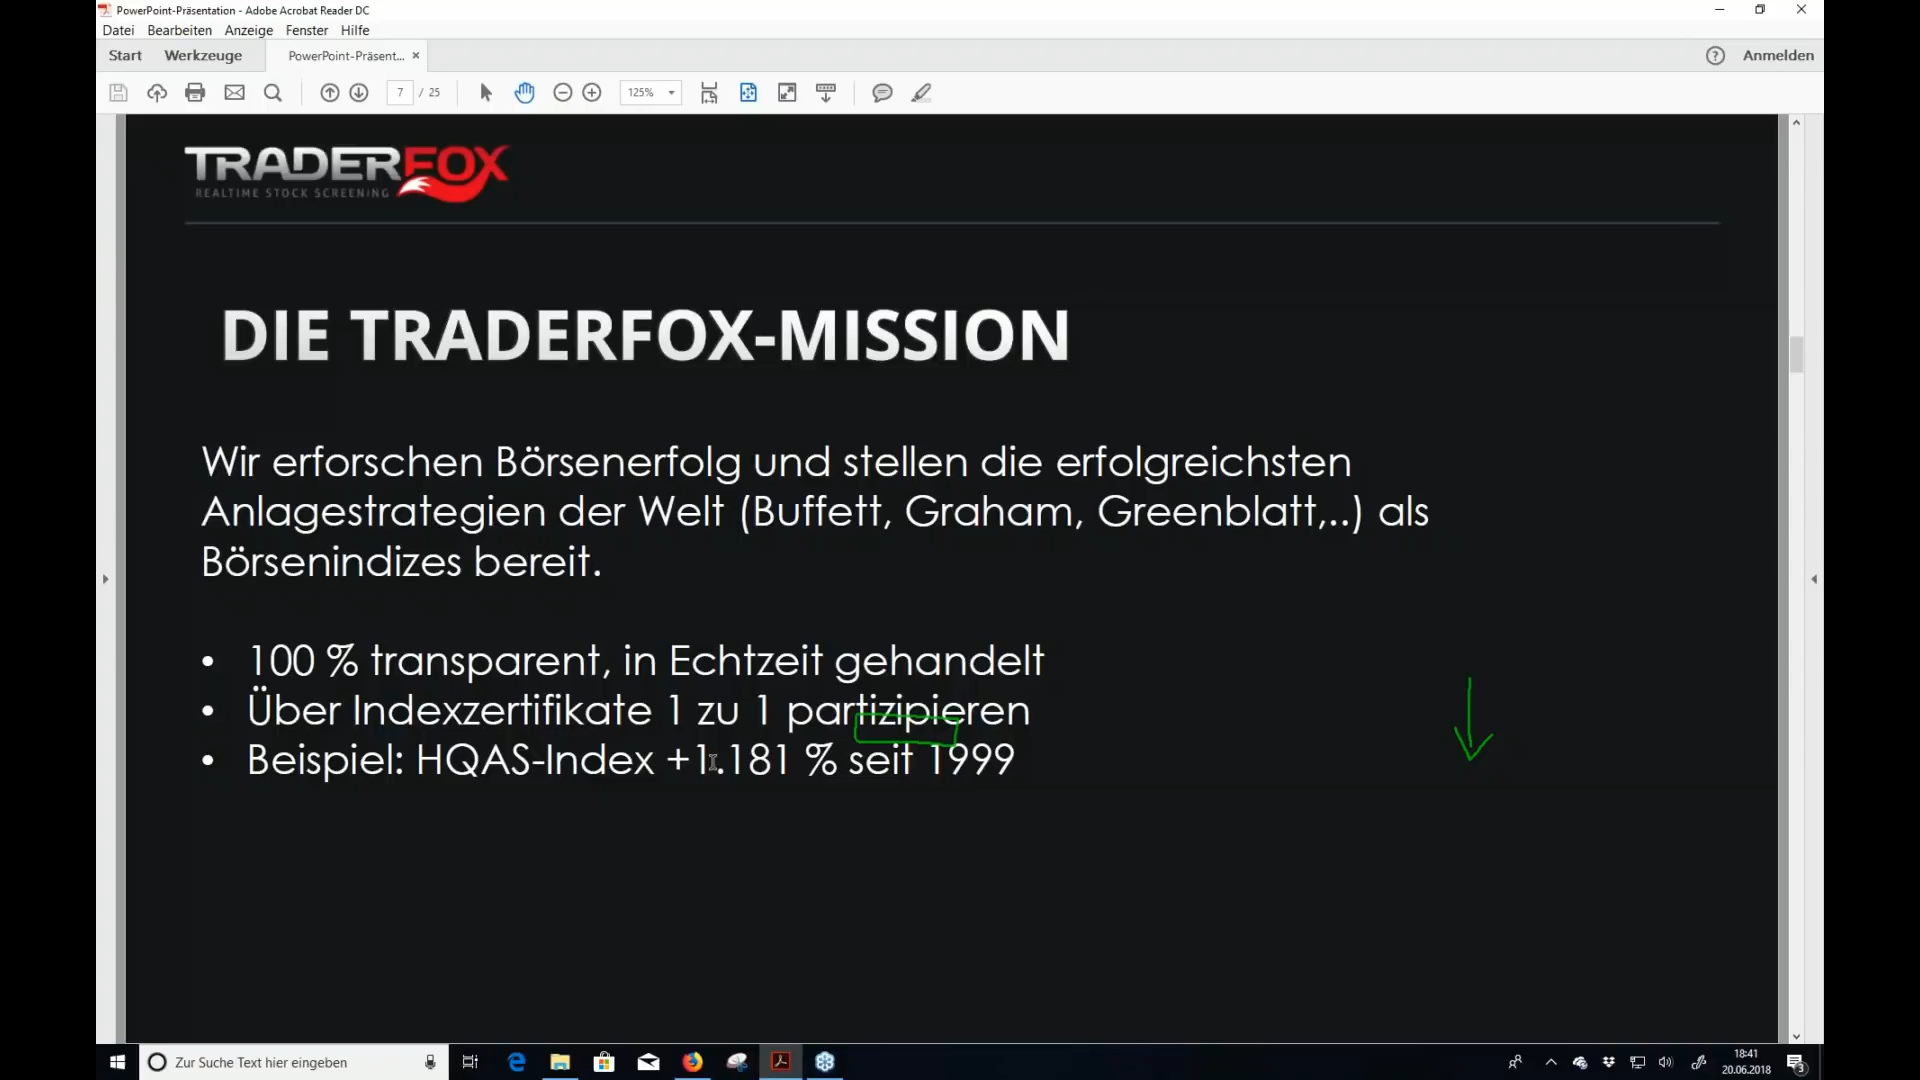 PowerPoint-Präsentation - Adobe Acrobat Reader DC
Datei Bearbeiten Anzeige Fenster Hilfe
Start Werkzeuge PowerPoint-Präsent... × Anmelden
7 / 25 125%
TRADERFOX
REALTIME STOCK SCREENING
DIE TRADERFOX-MISSION
Wir erforschen Börsenerfolg und stellen die erfolgreichsten
Anlagestrategien der Welt (Buffett, Graham, Greenblatt,..) als
Börsenindizes bereit.
• 100 % transparent, in Echtzeit gehandelt
• Über Indexzertifikate 1 zu 1 partizipieren
• Beispiel: HQAS-Index +1.181 % seit 1999
Zur Suche Text hier eingeben
18:41
20.06.2018
3